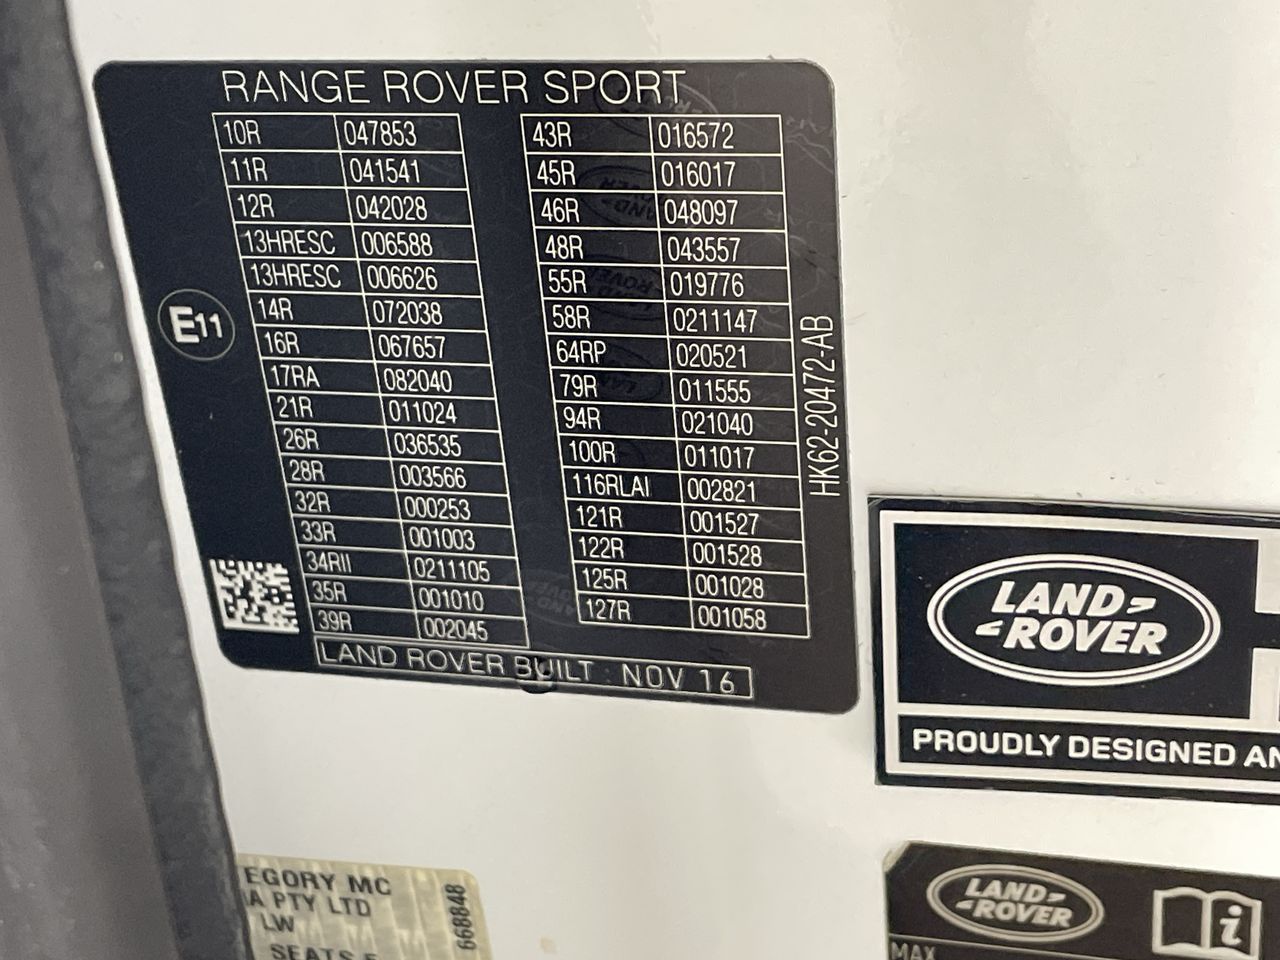 RANGE ROVER SPORT
10R 047853
11R 041541
12R 042028
13HRESC 006588
13HRESC 006626
14R 072038
16R 067657
17RA 082040
21R 011024
26R 036535
28R 003566
32R 000253
33R 001003
34RII 0211105
35R 001010
39R 002045
43R 016572
45R 016017
46R 048097
48R 043557
55R 019776
58R 0211147
64RP 020521
79R 011555
94R 021040
100R 011017
116RLAI 002821
121R 001527
122R 001528
125R 001028
127R 001058
E11
HK62-20472-AB
LAND ROVER BUILT : NOV 16
LAND
ROVER
PROUDLY DESIGNED AN
EGORY MC
A PTY LTD
LW
SEATS 5
668848
LAND
ROVER
i
MAX